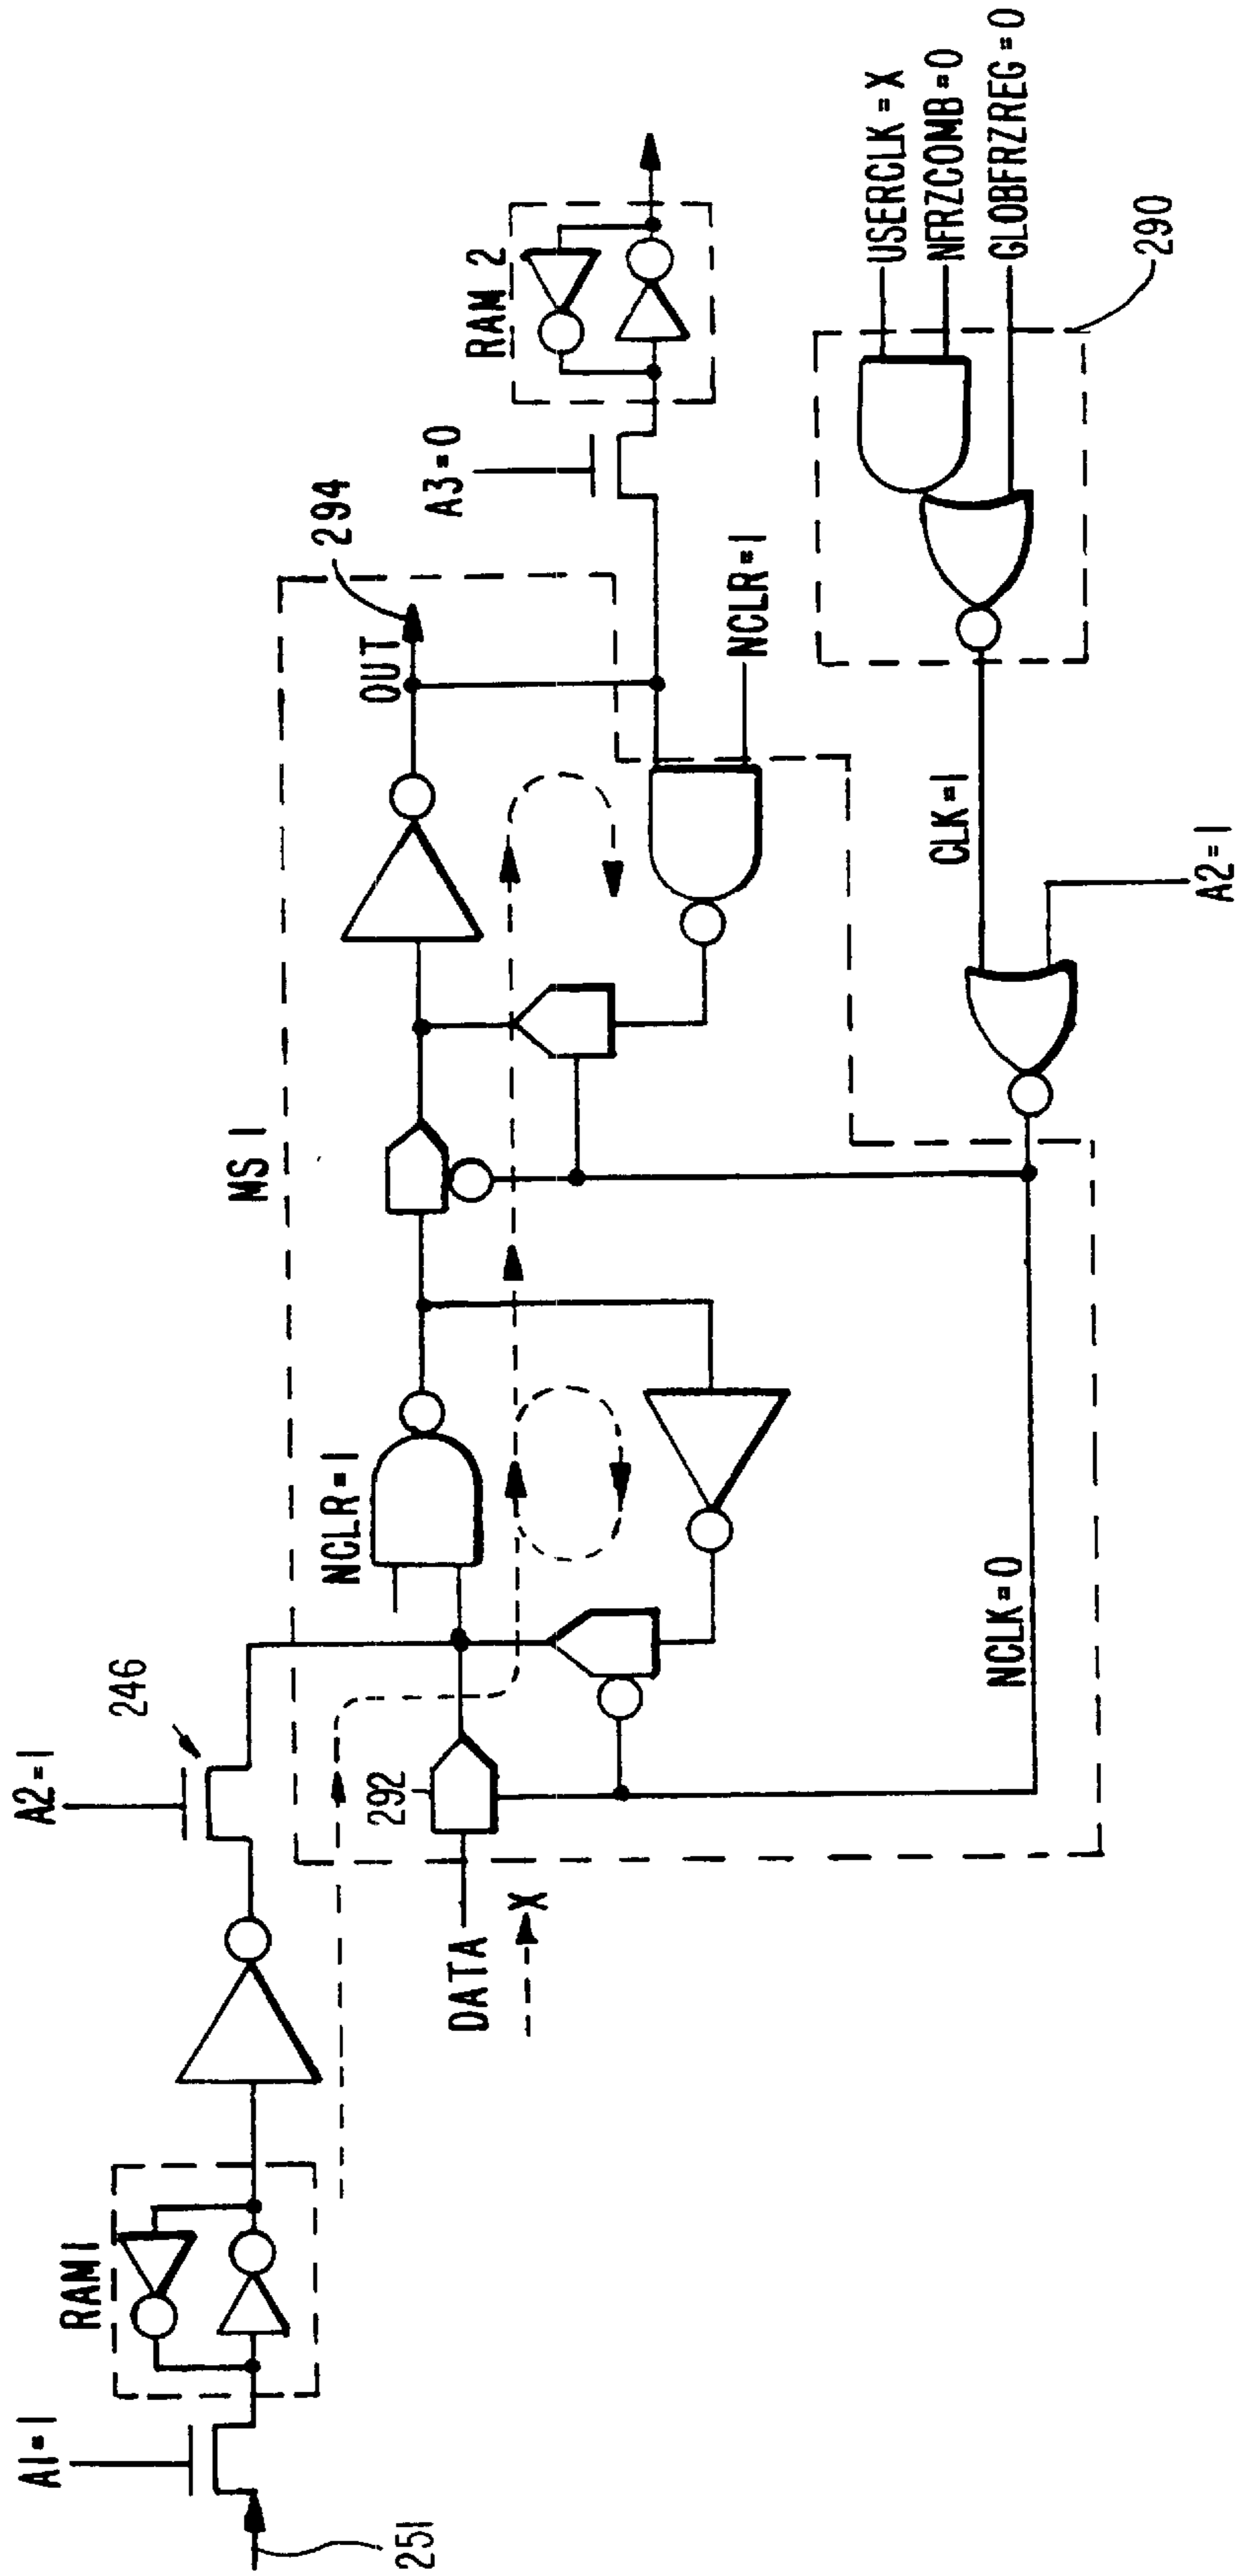 A1=1
251
RAM1
A2=1
246
DATA
X
292
NCLR=1
NCLK=0
MS1
OUT
294
NCLR=1
A3=0
RAM 2
CLK=1
A2=1
USERCLK=X
NFRZCOMB=0
GLOBFRZREG=0
290